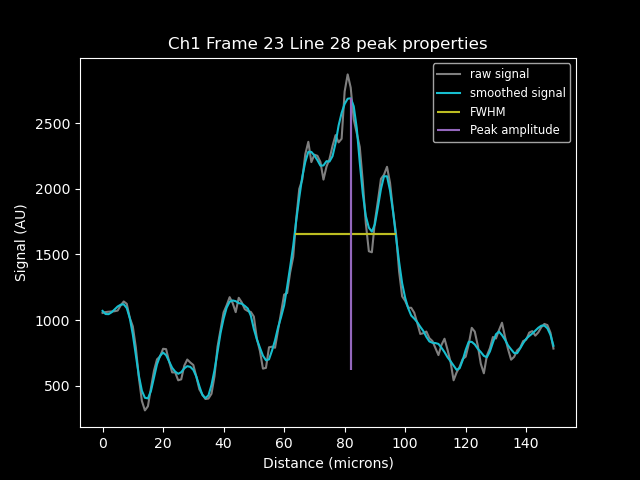 Ch1 Frame 23 Line 28 peak properties
raw signal
smoothed signal
FWHM
Peak amplitude
Signal (AU)
2500
2000
1500
1000
500
0 20 40 60 80 100 120 140
Distance (microns)